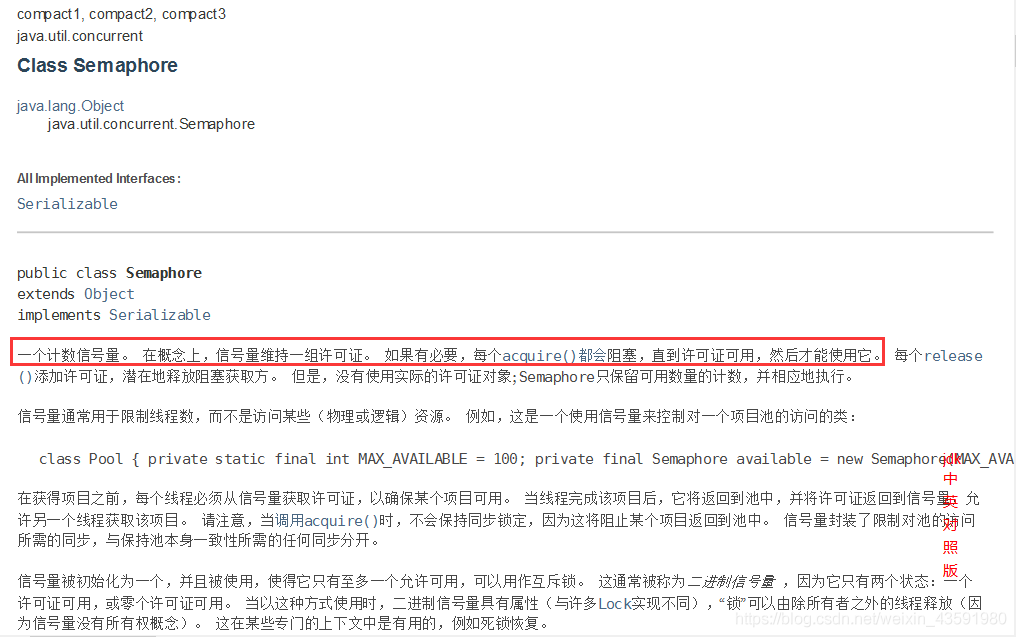 compact1, compact2, compact3
java.util.concurrent
Class Semaphore
java.lang.Object
java.util.concurrent.Semaphore
All Implemented Interfaces:
Serializable
public class Semaphore
extends Object
implements Serializable
一个计数信号量。 在概念上，信号量维持一组许可证。 如果有必要，每个acquire()都会阻塞，直到许可证可用，然后才能使用它。 每个release
()添加许可证，潜在地释放阻塞获取方。 但是，没有使用实际的许可证对象;Semaphore只保留可用数量的计数，并相应地执行。
信号量通常用于限制线程数，而不是访问某些（物理或逻辑）资源。 例如，这是一个使用信号量来控制对一个项目池的访问的类：
class Pool { private static final int MAX_AVAILABLE = 100; private final Semaphore available = new Semaphore(MAX_AVA
在获得项目之前，每个线程必须从信号量获取许可证，以确保某个项目可用。 当线程完成该项目后，它将返回到池中，并将许可证返回到信号量，允
许另一个线程获取该项目。 请注意，当调用acquire()时，不会保持同步锁定，因为这将阻止某个项目返回到池中。 信号量封装了限制对池的访问
所需的同步，与保持池本身一致性所需的任何同步分开。
信号量被初始化为一个，并且被使用，使得它只有至多一个允许可用，可以用作互斥锁。 这通常被称为二进制信号量 ，因为它只有两个状态：一个
许可证可用，或零个许可证可用。 当以这种方式使用时，二进制信号量具有属性（与许多Lock实现不同），“锁”可以由除所有者之外的线程释放（因
为信号量没有所有权概念）。 这在某些专门的上下文中是有用的，例如死锁恢复。
jdk
中
英
对
照
版
https://blog.csdn.net/weixin_43591980